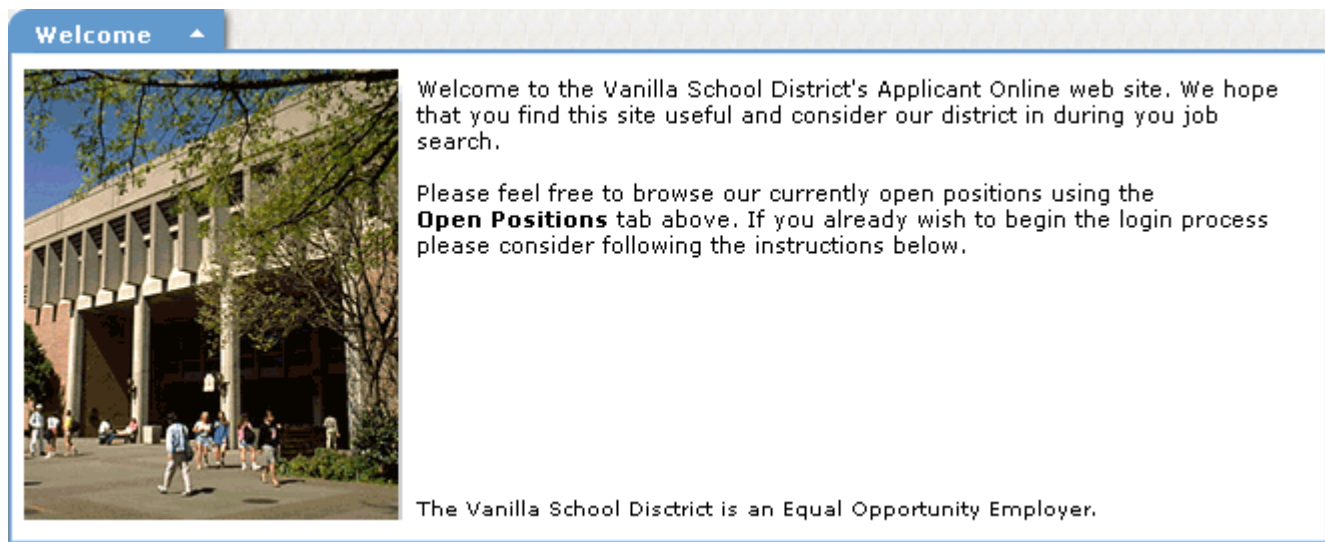 Welcome
Welcome to the Vanilla School District's Applicant Online web site. We hope
that you find this site useful and consider our district in during you job
search.
Please feel free to browse our currently open positions using the
Open Positions tab above. If you already wish to begin the login process
please consider following the instructions below.
The Vanilla School Disctrict is an Equal Opportunity Employer.